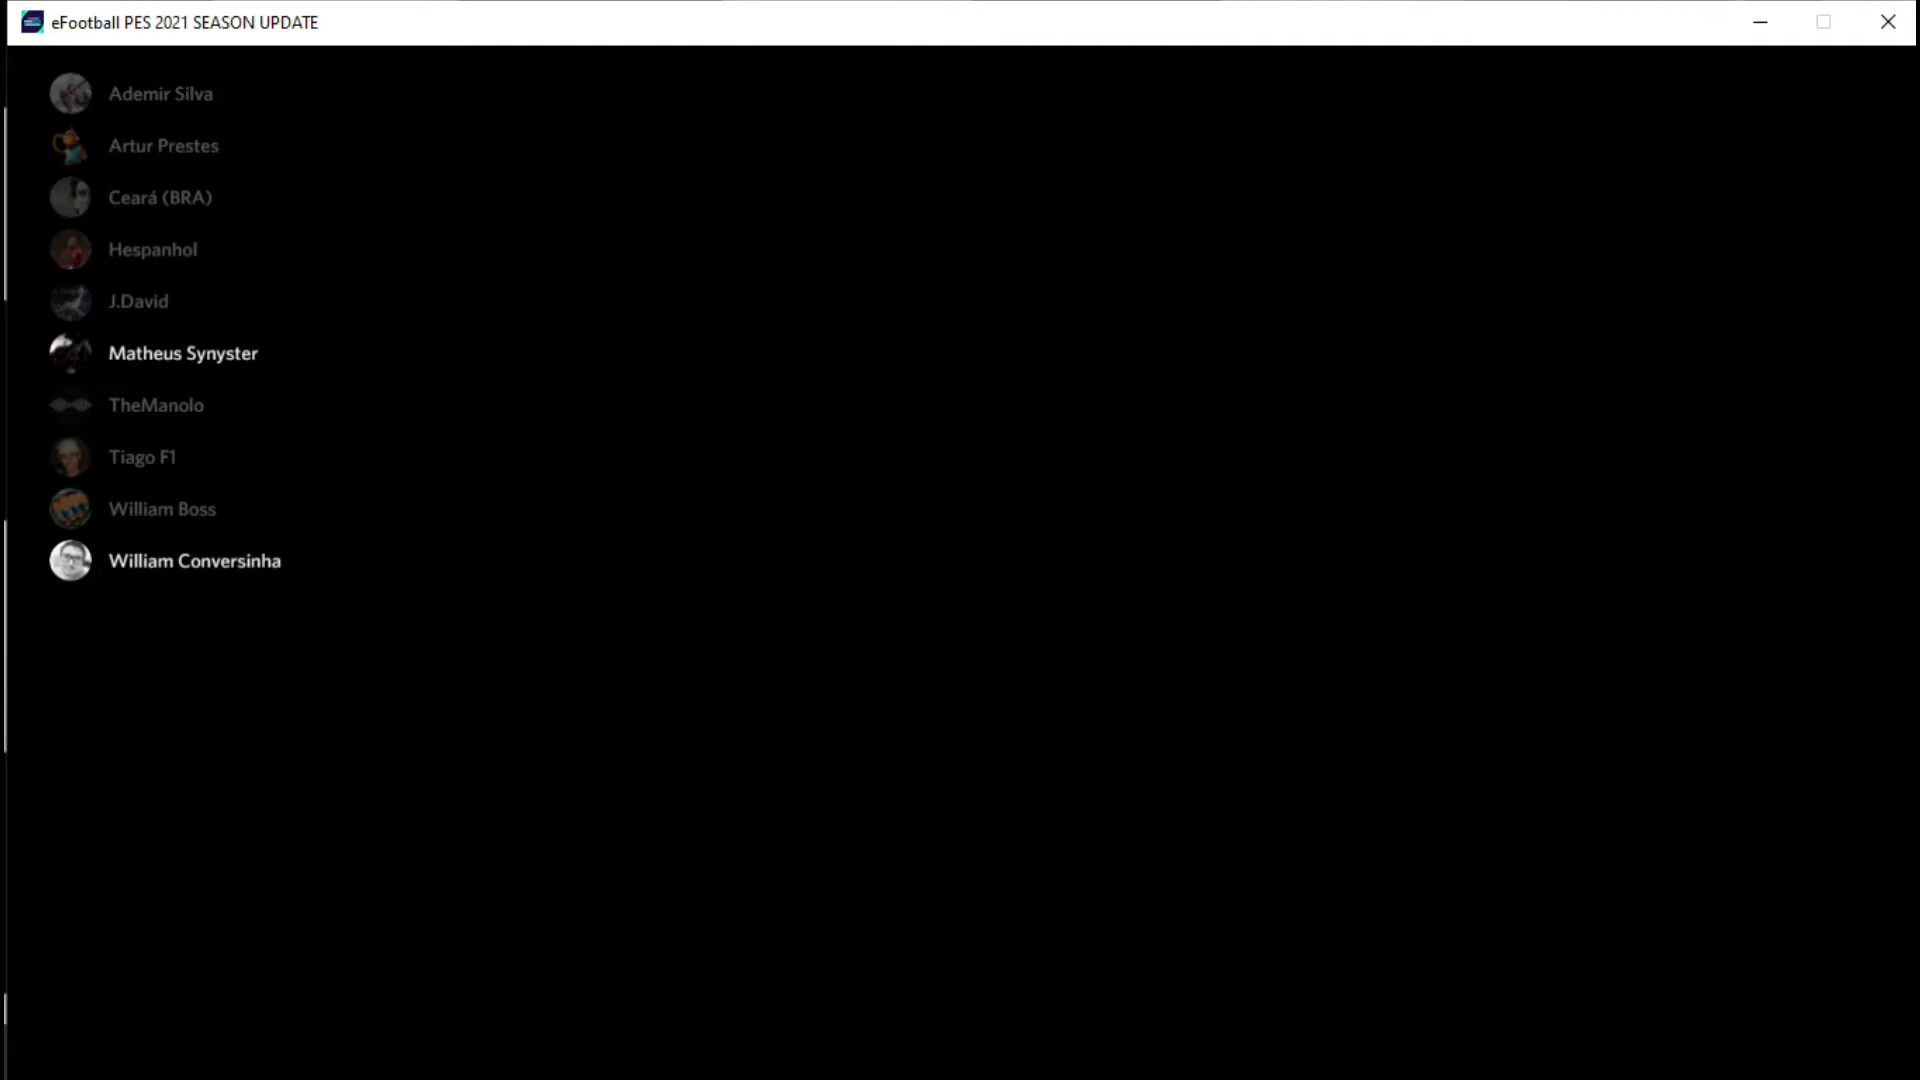 eFootball PES 2021 SEASON UPDATE
Ademir Silva
Artur Prestes
Ceará (BRA)
Hespanhol
J.David
Matheus Synyster
TheManolo
Tiago F1
William Boss
William Conversinha